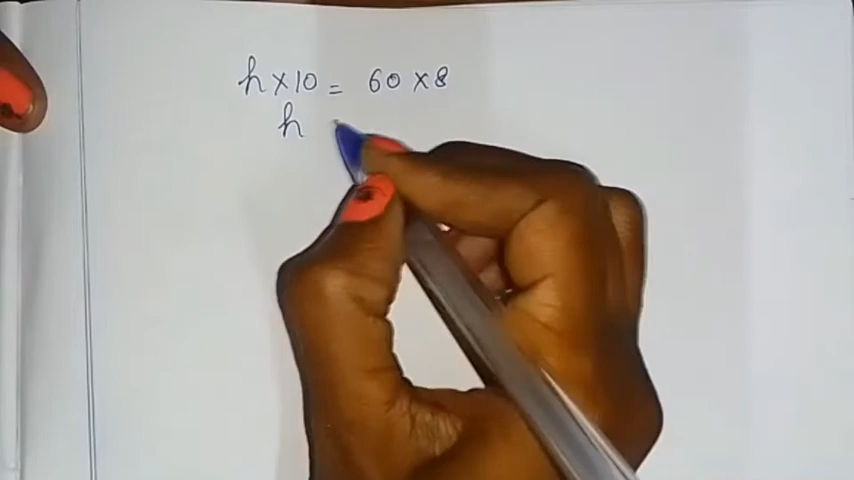 h × 10 = 60 × 8
h